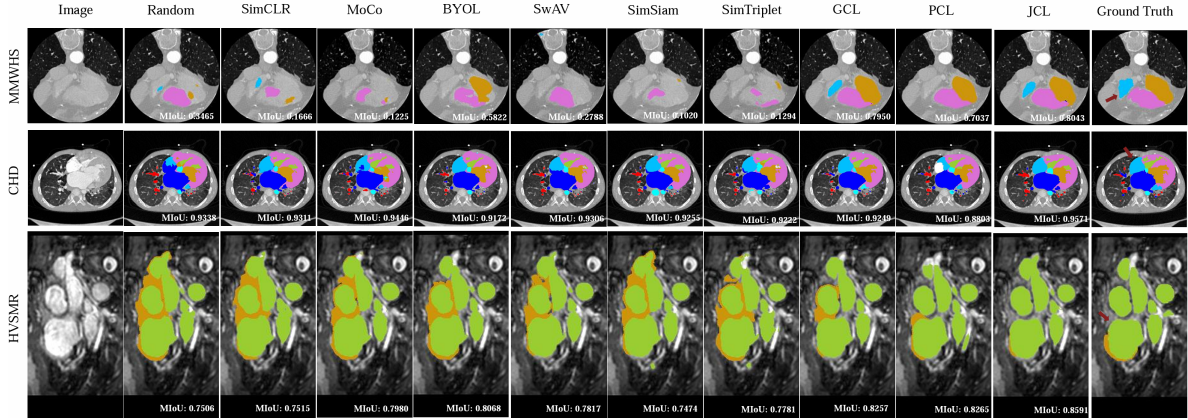 Image Random SimCLR MoCo BYOL SwAV SimSiam SimTriplet GCL PCL JCL Ground Truth
MMWHS
MIoU: 0.3465 MIoU: 0.1666 MIoU: 0.1225 MIoU: 0.5822 MIoU: 0.2788 MIoU: 0.1020 MIoU: 0.1294 MIoU: 0.7950 MIoU: 0.7037 MIoU: 0.8043
CHD
MIoU: 0.9338 MIoU: 0.9311 MIoU: 0.9446 MIoU: 0.9172 MIoU: 0.9306 MIoU: 0.9255 MIoU: 0.9222 MIoU: 0.9249 MIoU: 0.8803 MIoU: 0.9571
HVSMR
MIoU: 0.7506 MIoU: 0.7515 MIoU: 0.7980 MIoU: 0.8068 MIoU: 0.7817 MIoU: 0.7474 MIoU: 0.7781 MIoU: 0.8257 MIoU: 0.8265 MIoU: 0.8591